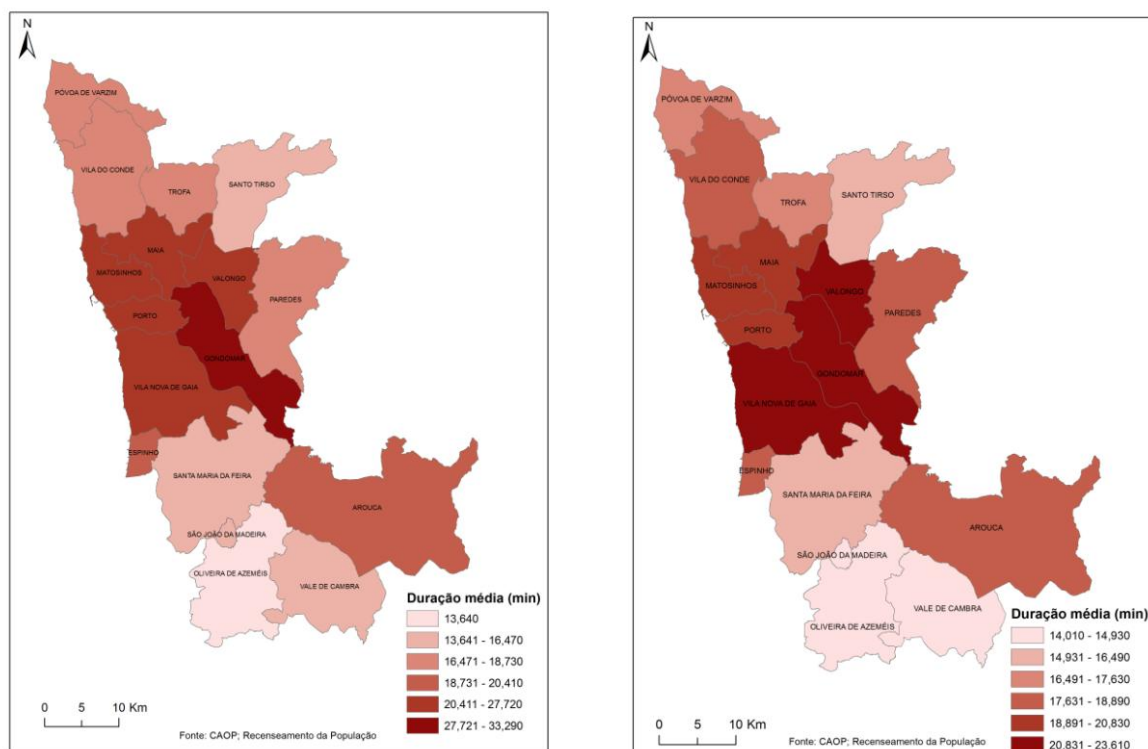 N
PÓVOA DE VARZIM
VILA DO CONDE
TROFA
SANTO TIRSO
MAIA
MATOSINHOS
VALONGO
PAREDES
PORTO
GONDOMAR
VILA NOVA DE GAIA
ESPINHO
SANTA MARIA DA FEIRA
AROUCA
SÃO JOÃO DA MADEIRA
OLIVEIRA DE AZEMÉIS
VALE DE CAMBRA
Duração média (min)
13,640
13,641 - 16,470
16,471 - 18,730
18,731 - 20,410
20,411 - 27,720
27,721 - 33,290
0 5 10 Km
Fonte: CAOP; Recenseamento da População
N
PÓVOA DE VARZIM
VILA DO CONDE
TROFA
SANTO TIRSO
MAIA
MATOSINHOS
VALONGO
PAREDES
PORTO
GONDOMAR
VILA NOVA DE GAIA
ESPINHO
SANTA MARIA DA FEIRA
AROUCA
SÃO JOÃO DA MADEIRA
VALE DE CAMBRA
OLIVEIRA DE AZEMÉIS
Duração média (min)
14,010 - 14,930
14,931 - 16,490
16,491 - 17,630
17,631 - 18,890
18,891 - 20,830
20,831 - 23,610
0 5 10 Km
Fonte: CAOP; Recenseamento da População